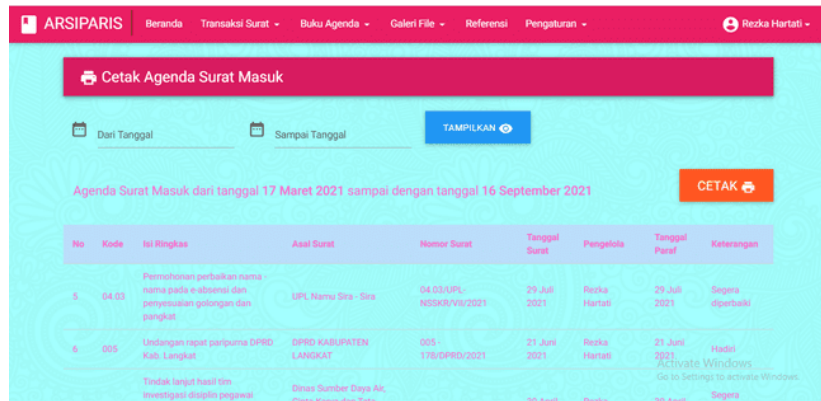 ARSIPARIS Beranda Transaksi Surat Buku Agenda Galeri File Referensi Pengaturan Rezka Hartati
Cetak Agenda Surat Masuk
Dari Tanggal Sampai Tanggal TAMPILKAN
Agenda Surat Masuk dari tanggal 17 Maret 2021 sampai dengan tanggal 16 September 2021 CETAK
No Kode Isi Ringkas Asal Surat Nomor Surat Tanggal Surat Pengelola Tanggal Paraf Keterangan
5 04.03 Permohonan perbaikan nama - nama pada e-absensi dan penyesuaian golongan dan pangkat UPL Namu Sira - Sira 04.03/UPL-NSSKR/VII/2021 29 Juli 2021 Rezka Hartati 29 Juli 2021 Segera diperbaiki
6 005 Undangan rapat paripurna DPRD Kab. Langkat DPRD KABUPATEN LANGKAT 005 - 178/DPRD/2021 21 Juni 2021 Rezka Hartati 21 Juni 2021 Hadiri
Activate Windows
Go to Settings to activate Windows.
Tindak lanjut hasil tim investigasi disiplin pegawai Dinas Sumber Daya Air, Segera